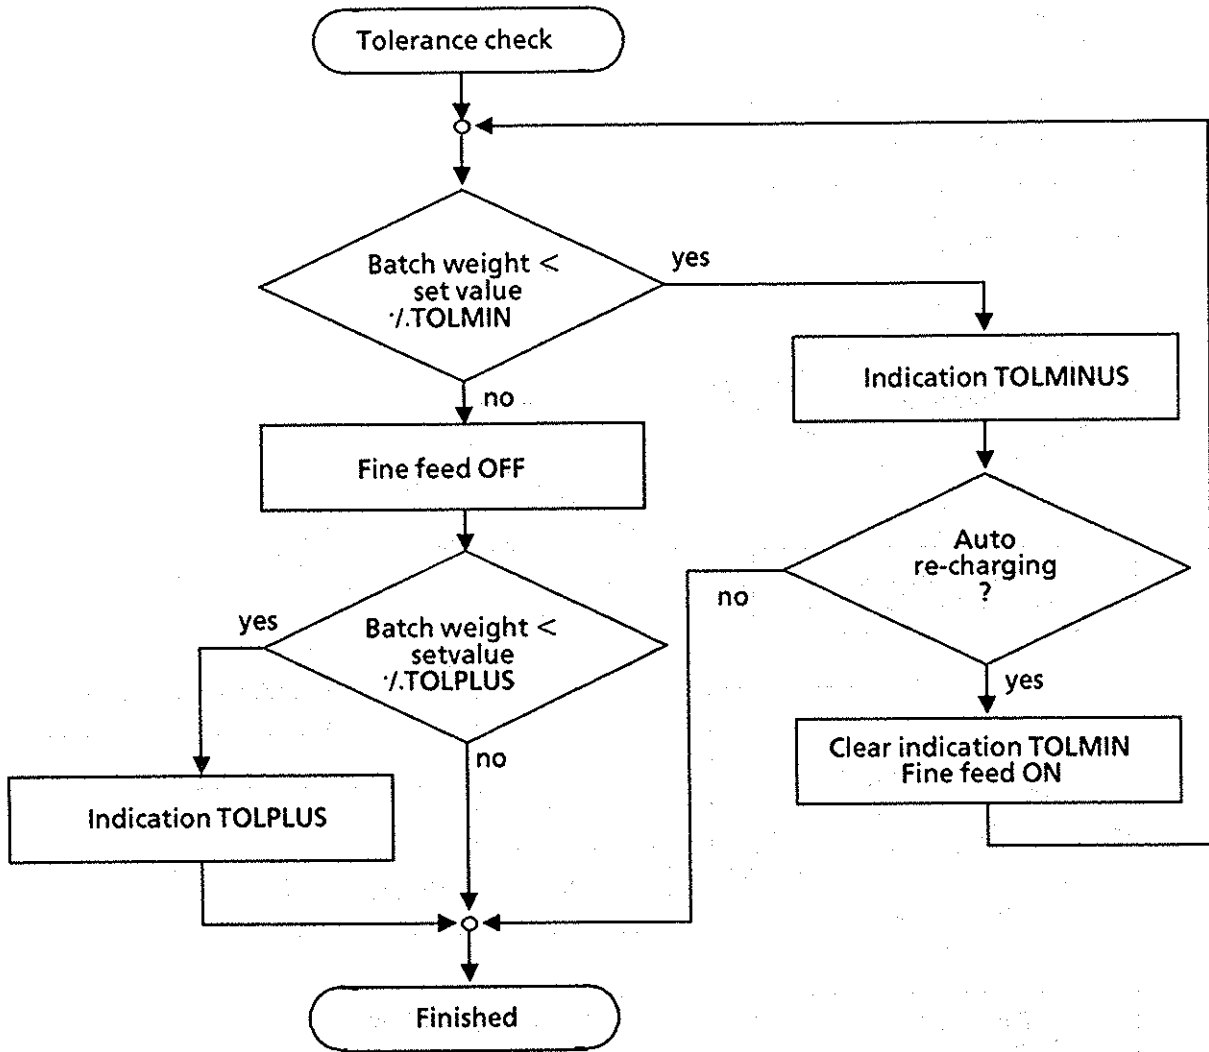 Tolerance check
Batch weight <
set value
·/.TOLMIN
yes
no
Indication TOLMINUS
Fine feed OFF
Auto
re-charging
?
no
yes
Batch weight <
setvalue
·/.TOLPLUS
yes
no
Clear indication TOLMIN
Fine feed ON
Indication TOLPLUS
Finished